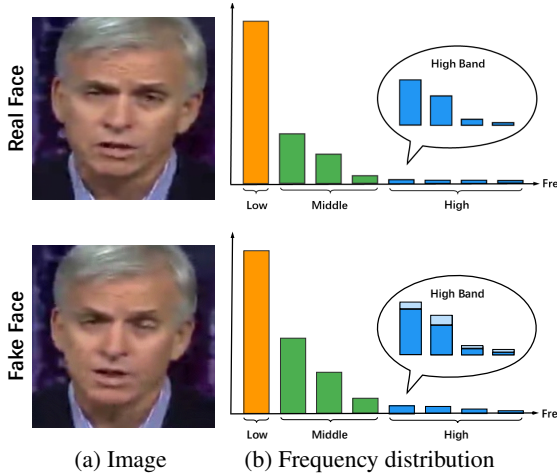 Real Face
High Band
Low
Middle
High
Fre
Fake Face
High Band
Low
Middle
High
Fre
(a) Image
(b) Frequency distribution